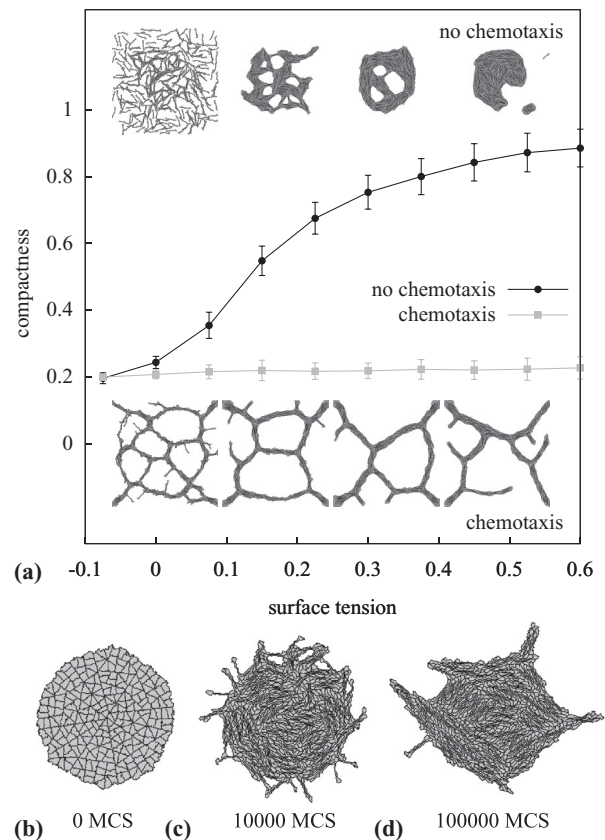 no chemotaxis
1
0.8
0.6
0.4
0.2
0
compactness
no chemotaxis
chemotaxis
chemotaxis
(a)
-0.1 0 0.1 0.2 0.3 0.4 0.5 0.6
surface tension
(b) 0 MCS (c) 10000 MCS (d) 100000 MCS